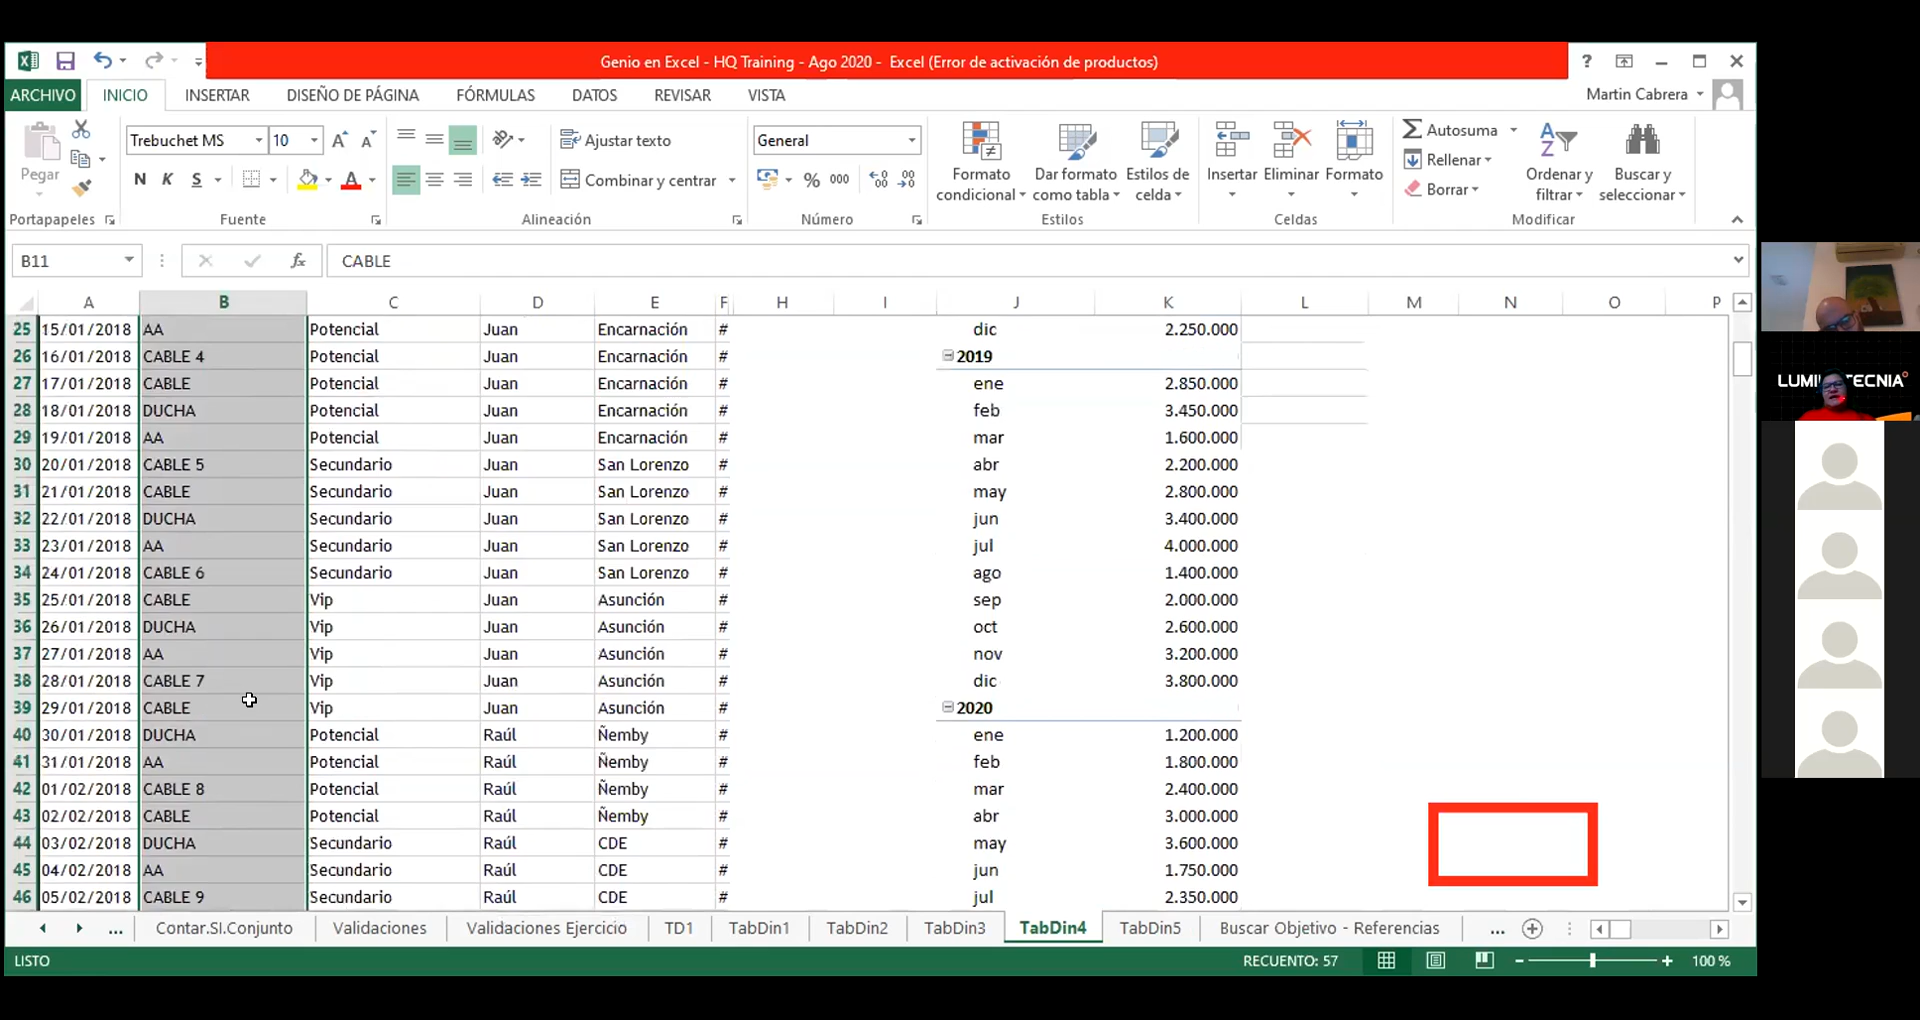 Genio en Excel - HQ Training - Ago 2020 - Excel (Error de activación de productos)
?
ARCHIVO INICIO INSERTAR DISEÑO DE PÁGINA FÓRMULAS DATOS REVISAR VISTA Martin Cabrera
Pegar
Trebuchet MS 10 A A
N K S A
Ajustar texto
Combinar y centrar
General
% 000
Formato condicional
Dar formato como tabla
Estilos de celda
Insertar Eliminar Formato
Autosuma
Rellenar
Borrar
Ordenar y filtrar
Buscar y seleccionar
Portapapeles Fuente Alineación Número Estilos Celdas Modificar
B11 fx CABLE
A B C D E F H I J K L M N O P
25 15/01/2018 AA Potencial Juan Encarnación # dic 2.250.000
26 16/01/2018 CABLE 4 Potencial Juan Encarnación # 2019
27 17/01/2018 CABLE Potencial Juan Encarnación # ene 2.850.000
28 18/01/2018 DUCHA Potencial Juan Encarnación # feb 3.450.000
29 19/01/2018 AA Potencial Juan Encarnación # mar 1.600.000
30 20/01/2018 CABLE 5 Secundario Juan San Lorenzo # abr 2.200.000
31 21/01/2018 CABLE Secundario Juan San Lorenzo # may 2.800.000
32 22/01/2018 DUCHA Secundario Juan San Lorenzo # jun 3.400.000
33 23/01/2018 AA Secundario Juan San Lorenzo # jul 4.000.000
34 24/01/2018 CABLE 6 Secundario Juan San Lorenzo # ago 1.400.000
35 25/01/2018 CABLE Vip Juan Asunción # sep 2.000.000
36 26/01/2018 DUCHA Vip Juan Asunción # oct 2.600.000
37 27/01/2018 AA Vip Juan Asunción # nov 3.200.000
38 28/01/2018 CABLE 7 Vip Juan Asunción # dic 3.800.000
39 29/01/2018 CABLE Vip Juan Asunción # 2020
40 30/01/2018 DUCHA Potencial Raúl Ñemby # ene 1.200.000
41 31/01/2018 AA Potencial Raúl Ñemby # feb 1.800.000
42 01/02/2018 CABLE 8 Potencial Raúl Ñemby # mar 2.400.000
43 02/02/2018 CABLE Potencial Raúl Ñemby # abr 3.000.000
44 03/02/2018 DUCHA Secundario Raúl CDE # may 3.600.000
45 04/02/2018 AA Secundario Raúl CDE # jun 1.750.000
46 05/02/2018 CABLE 9 Secundario Raúl CDE # jul 2.350.000
... Contar.SI.Conjunto Validaciones Validaciones Ejercicio TD1 TabDin1 TabDin2 TabDin3 TabDin4 TabDin5 Buscar Objetivo - Referencias ...
LISTO RECUENTO: 57 100 %